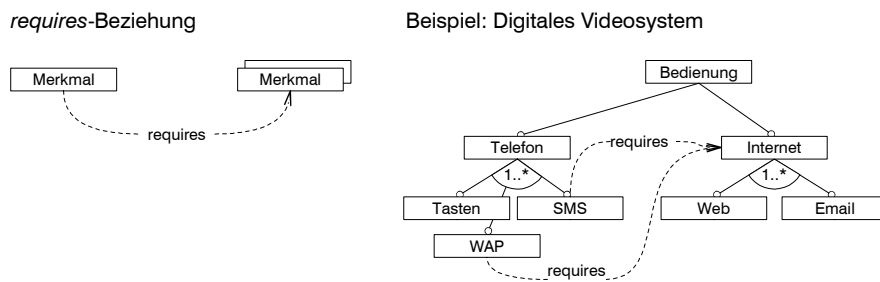 requires-Beziehung
Beispiel: Digitales Videosystem
Merkmal
Merkmal
requires
Bedienung
Telefon
requires
Internet
1..*
1..*
Tasten
SMS
Web
Email
WAP
requires